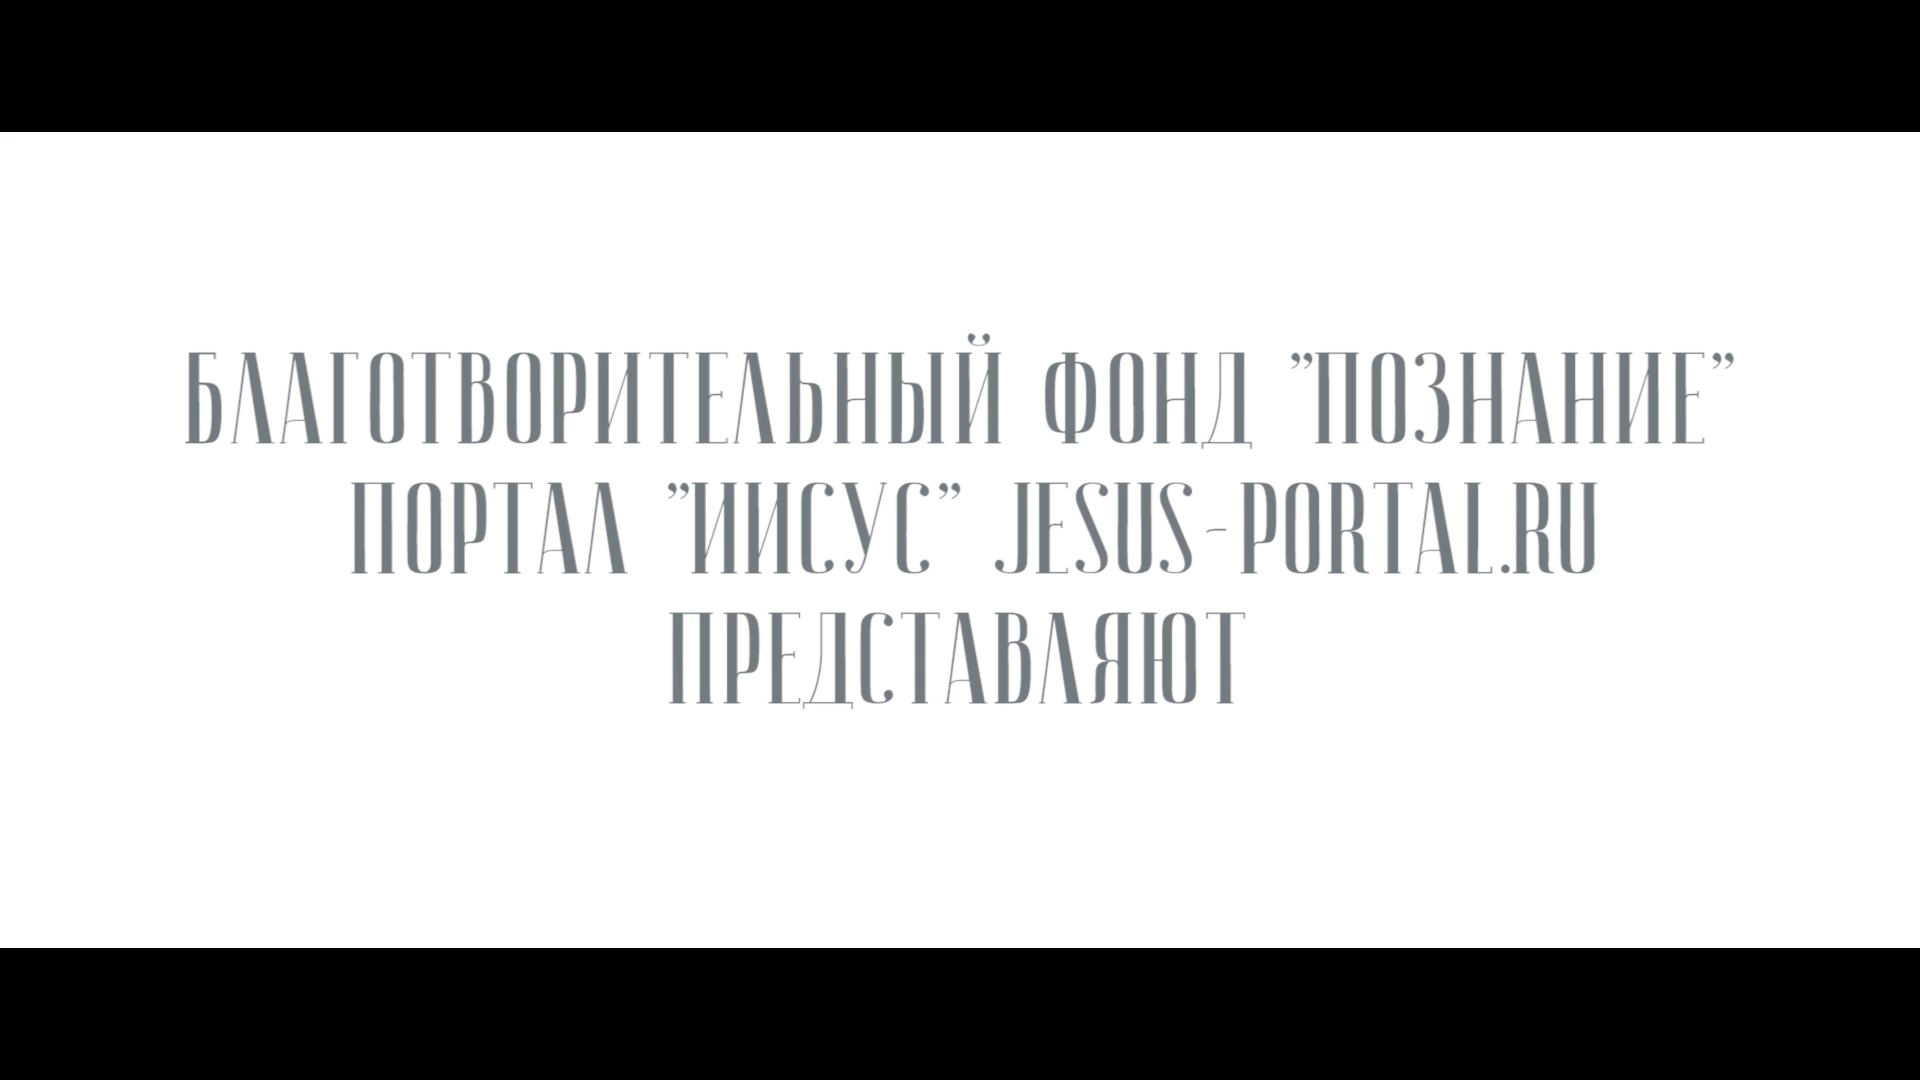 БЛАГОТВОРИТЕЛЬНЫЙ ФОНД ”ПОЗНАНИЕ”
ПОРТАЛ ”ИИСУС” JESUS-PORTAL.RU
ПРЕДСТАВЛЯЮТ